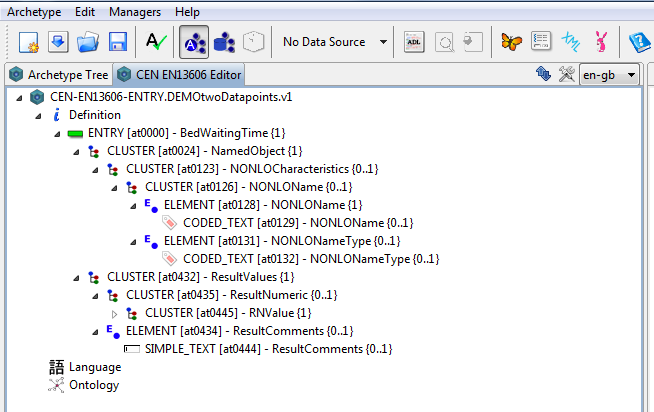 Archetype Edit Managers Help
A A: No Data Source ADL
Archetype Tree CEN EN13606 Editor en-gb
CEN-EN13606-ENTRY.DEMOtwoDatapoints.v1
i Definition
ENTRY [at0000] - BedWaitingTime {1}
CLUSTER [at0024] - NamedObject {1}
CLUSTER [at0123] - NONLOCharacteristics {0..1}
CLUSTER [at0126] - NONLOName {0..1}
E ELEMENT [at0128] - NONLOName {1}
CODED_TEXT [at0129] - NONLOName {0..1}
E ELEMENT [at0131] - NONLONameType {0..1}
CODED_TEXT [at0132] - NONLONameType {0..1}
CLUSTER [at0432] - ResultValues {1}
CLUSTER [at0435] - ResultNumeric {0..1}
CLUSTER [at0445] - RNValue {1}
E ELEMENT [at0434] - ResultComments {0..1}
SIMPLE_TEXT [at0444] - ResultComments {0..1}
語 Language
Ontology